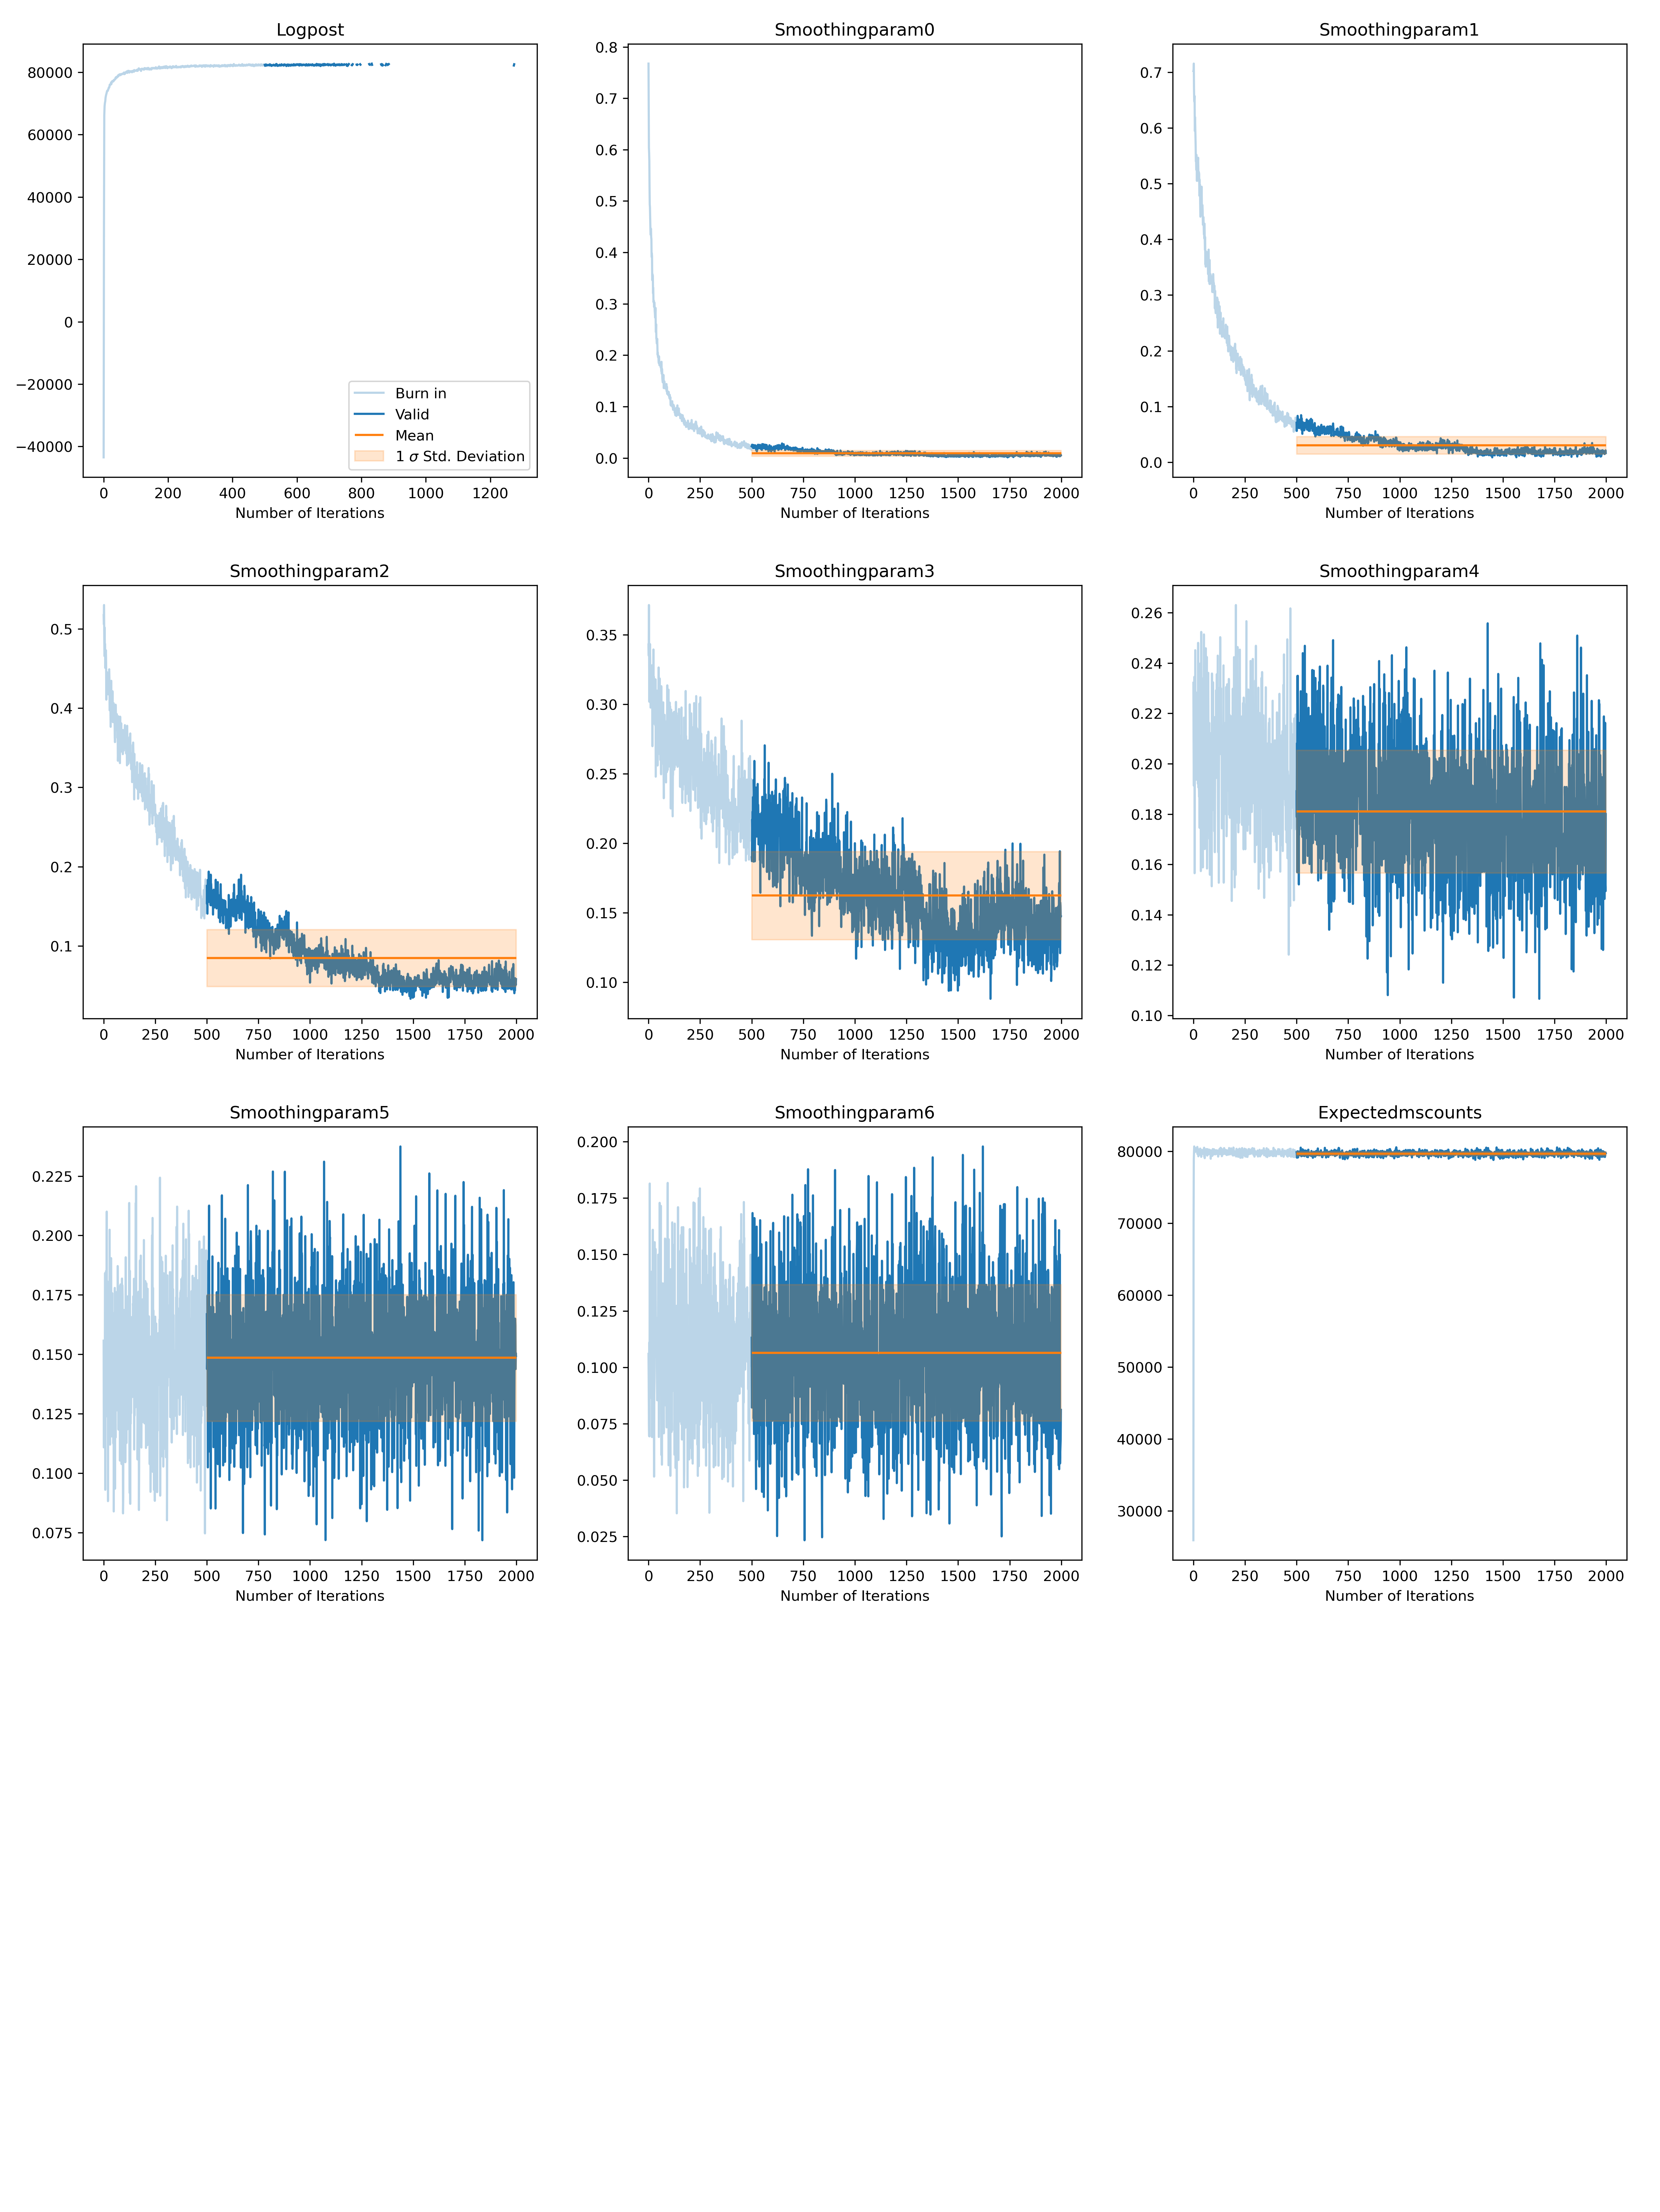 Logpost
80000
60000
40000
20000
0
−20000
−40000
Burn in
Valid
Mean
1 σ Std. Deviation
0 200 400 600 800 1000 1200
Number of Iterations
Smoothingparam0
0.8
0.7
0.6
0.5
0.4
0.3
0.2
0.1
0.0
0 250 500 750 1000 1250 1500 1750 2000
Number of Iterations
Smoothingparam1
0.7
0.6
0.5
0.4
0.3
0.2
0.1
0.0
0 250 500 750 1000 1250 1500 1750 2000
Number of Iterations
Smoothingparam2
0.5
0.4
0.3
0.2
0.1
0 250 500 750 1000 1250 1500 1750 2000
Number of Iterations
Smoothingparam3
0.35
0.30
0.25
0.20
0.15
0.10
0 250 500 750 1000 1250 1500 1750 2000
Number of Iterations
Smoothingparam4
0.26
0.24
0.22
0.20
0.18
0.16
0.14
0.12
0.10
0 250 500 750 1000 1250 1500 1750 2000
Number of Iterations
Smoothingparam5
0.225
0.200
0.175
0.150
0.125
0.100
0.075
0 250 500 750 1000 1250 1500 1750 2000
Number of Iterations
Smoothingparam6
0.200
0.175
0.150
0.125
0.100
0.075
0.050
0.025
0 250 500 750 1000 1250 1500 1750 2000
Number of Iterations
Expectedmscounts
80000
70000
60000
50000
40000
30000
0 250 500 750 1000 1250 1500 1750 2000
Number of Iterations